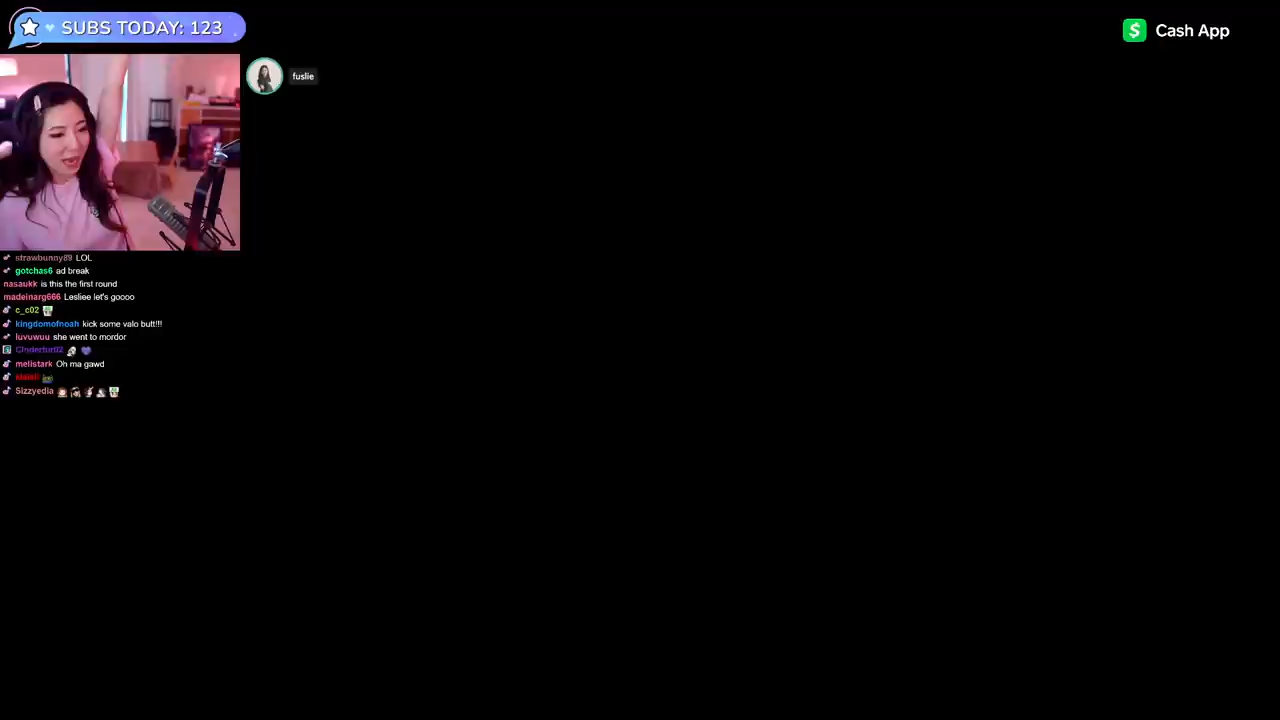 SUBS TODAY: 123
Cash App
fuslie
strawbunny89 LOL
gotchas6 ad break
nasaukk is this the first round
madeinarg666 Lesliee let's goooo
c_c02
kingdomofnoah kick some valo butt!!!
luvuwuu she went to mordor
melistark Oh ma gawd
Sizzyedia